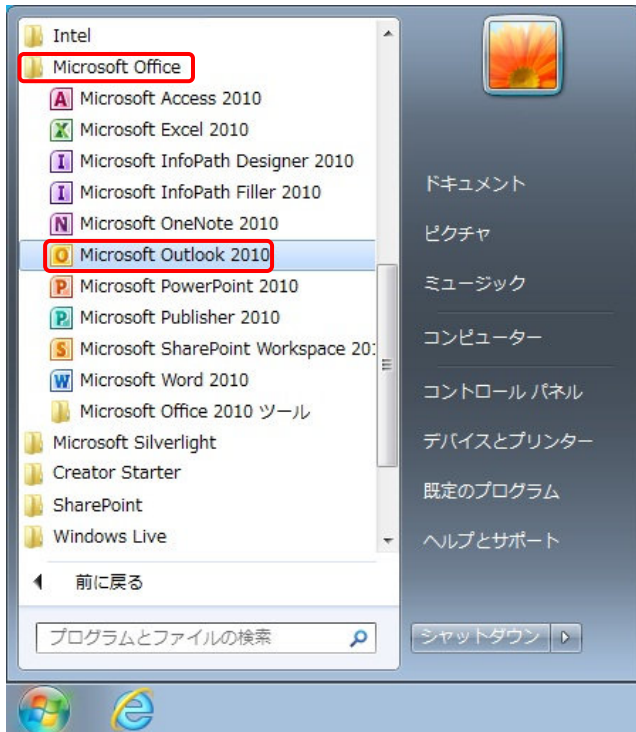 Intel
Microsoft Office
Microsoft Access 2010
Microsoft Excel 2010
Microsoft InfoPath Designer 2010
Microsoft InfoPath Filler 2010
Microsoft OneNote 2010
Microsoft Outlook 2010
Microsoft PowerPoint 2010
Microsoft Publisher 2010
Microsoft SharePoint Workspace 20
Microsoft Word 2010
Microsoft Office 2010 ツール
Microsoft Silverlight
Creator Starter
SharePoint
Windows Live
前に戻る
プログラムとファイルの検索
ドキュメント
ピクチャ
ミュージック
コンピューター
コントロール パネル
デバイスとプリンター
既定のプログラム
ヘルプとサポート
シャットダウン